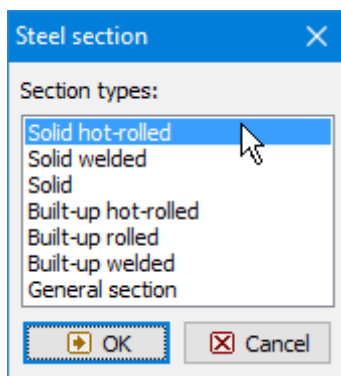 Steel section
Section types:
Solid hot-rolled
Solid welded
Solid
Built-up hot-rolled
Built-up rolled
Built-up welded
General section
OK Cancel